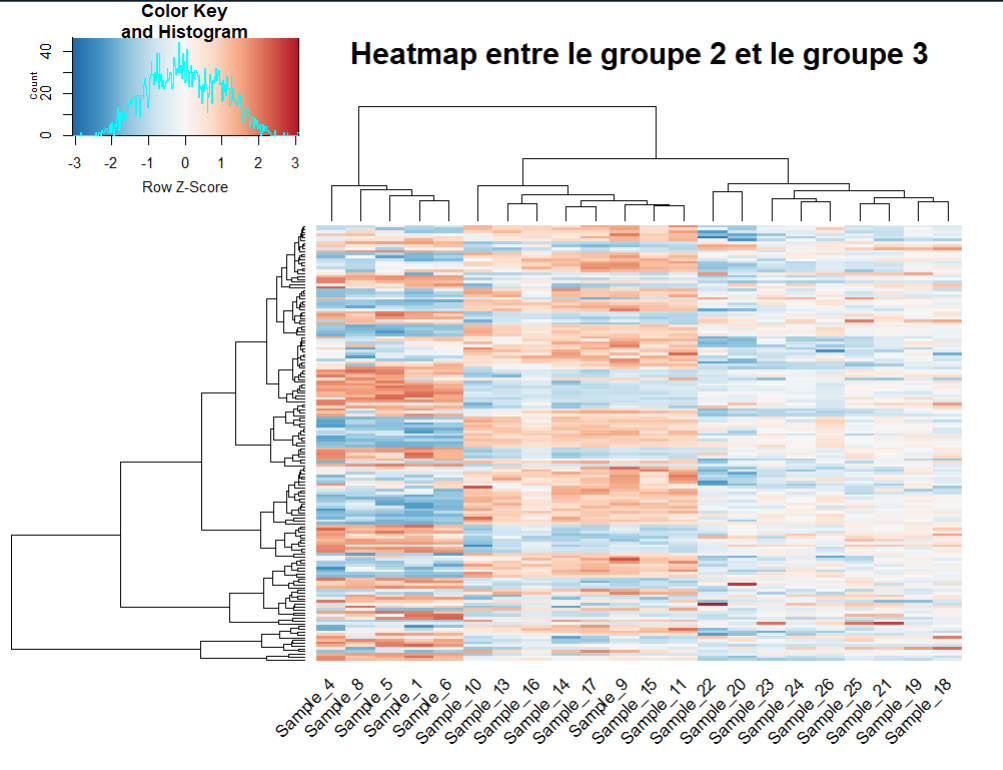 Color Key
and Histogram
Count
0 20 40
-3 -2 -1 0 1 2 3
Row Z-Score
Heatmap entre le groupe 2 et le groupe 3
Sample_4
Sample_8
Sample_5
Sample_1
Sample_6
Sample_10
Sample_13
Sample_16
Sample_14
Sample_17
Sample_9
Sample_15
Sample_11
Sample_22
Sample_20
Sample_23
Sample_24
Sample_26
Sample_25
Sample_21
Sample_19
Sample_18